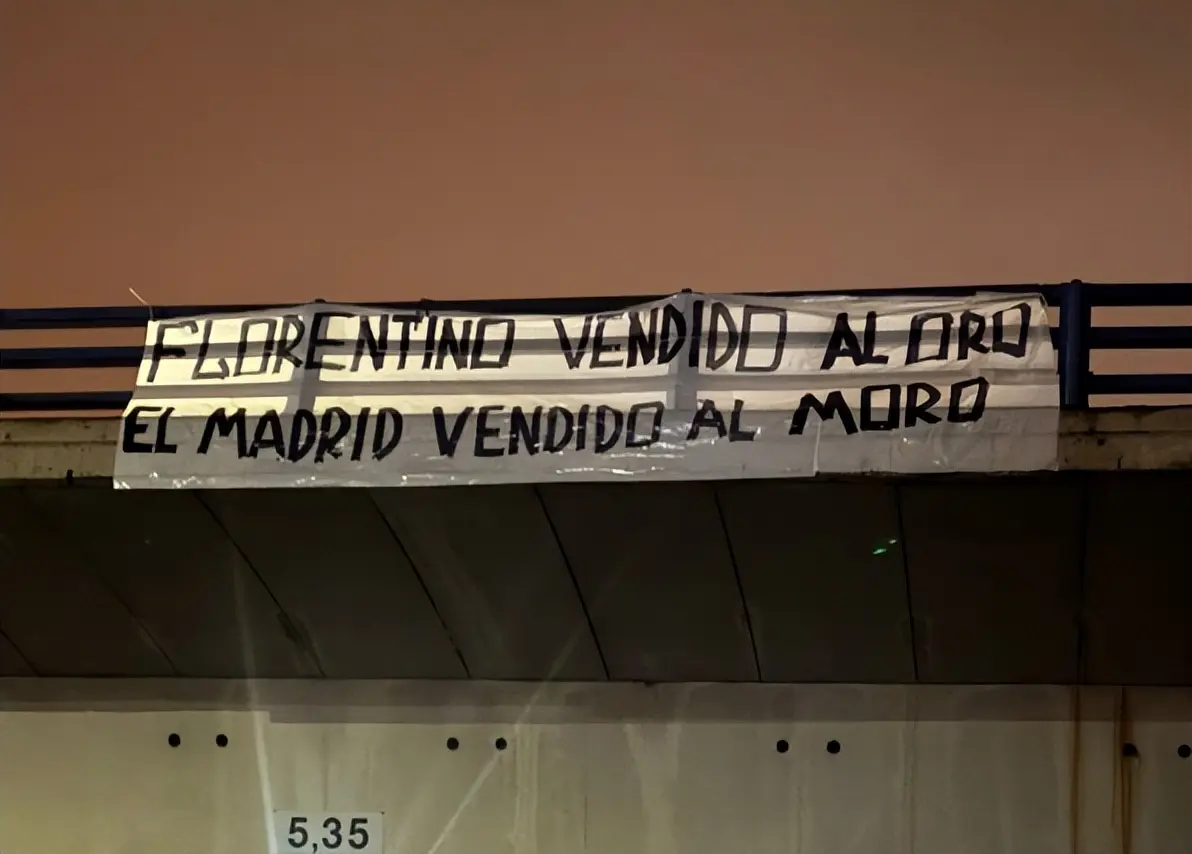 FLORENTINO VENDIDO AL ORO
EL MADRID VENDIDO AL MORO
5,35